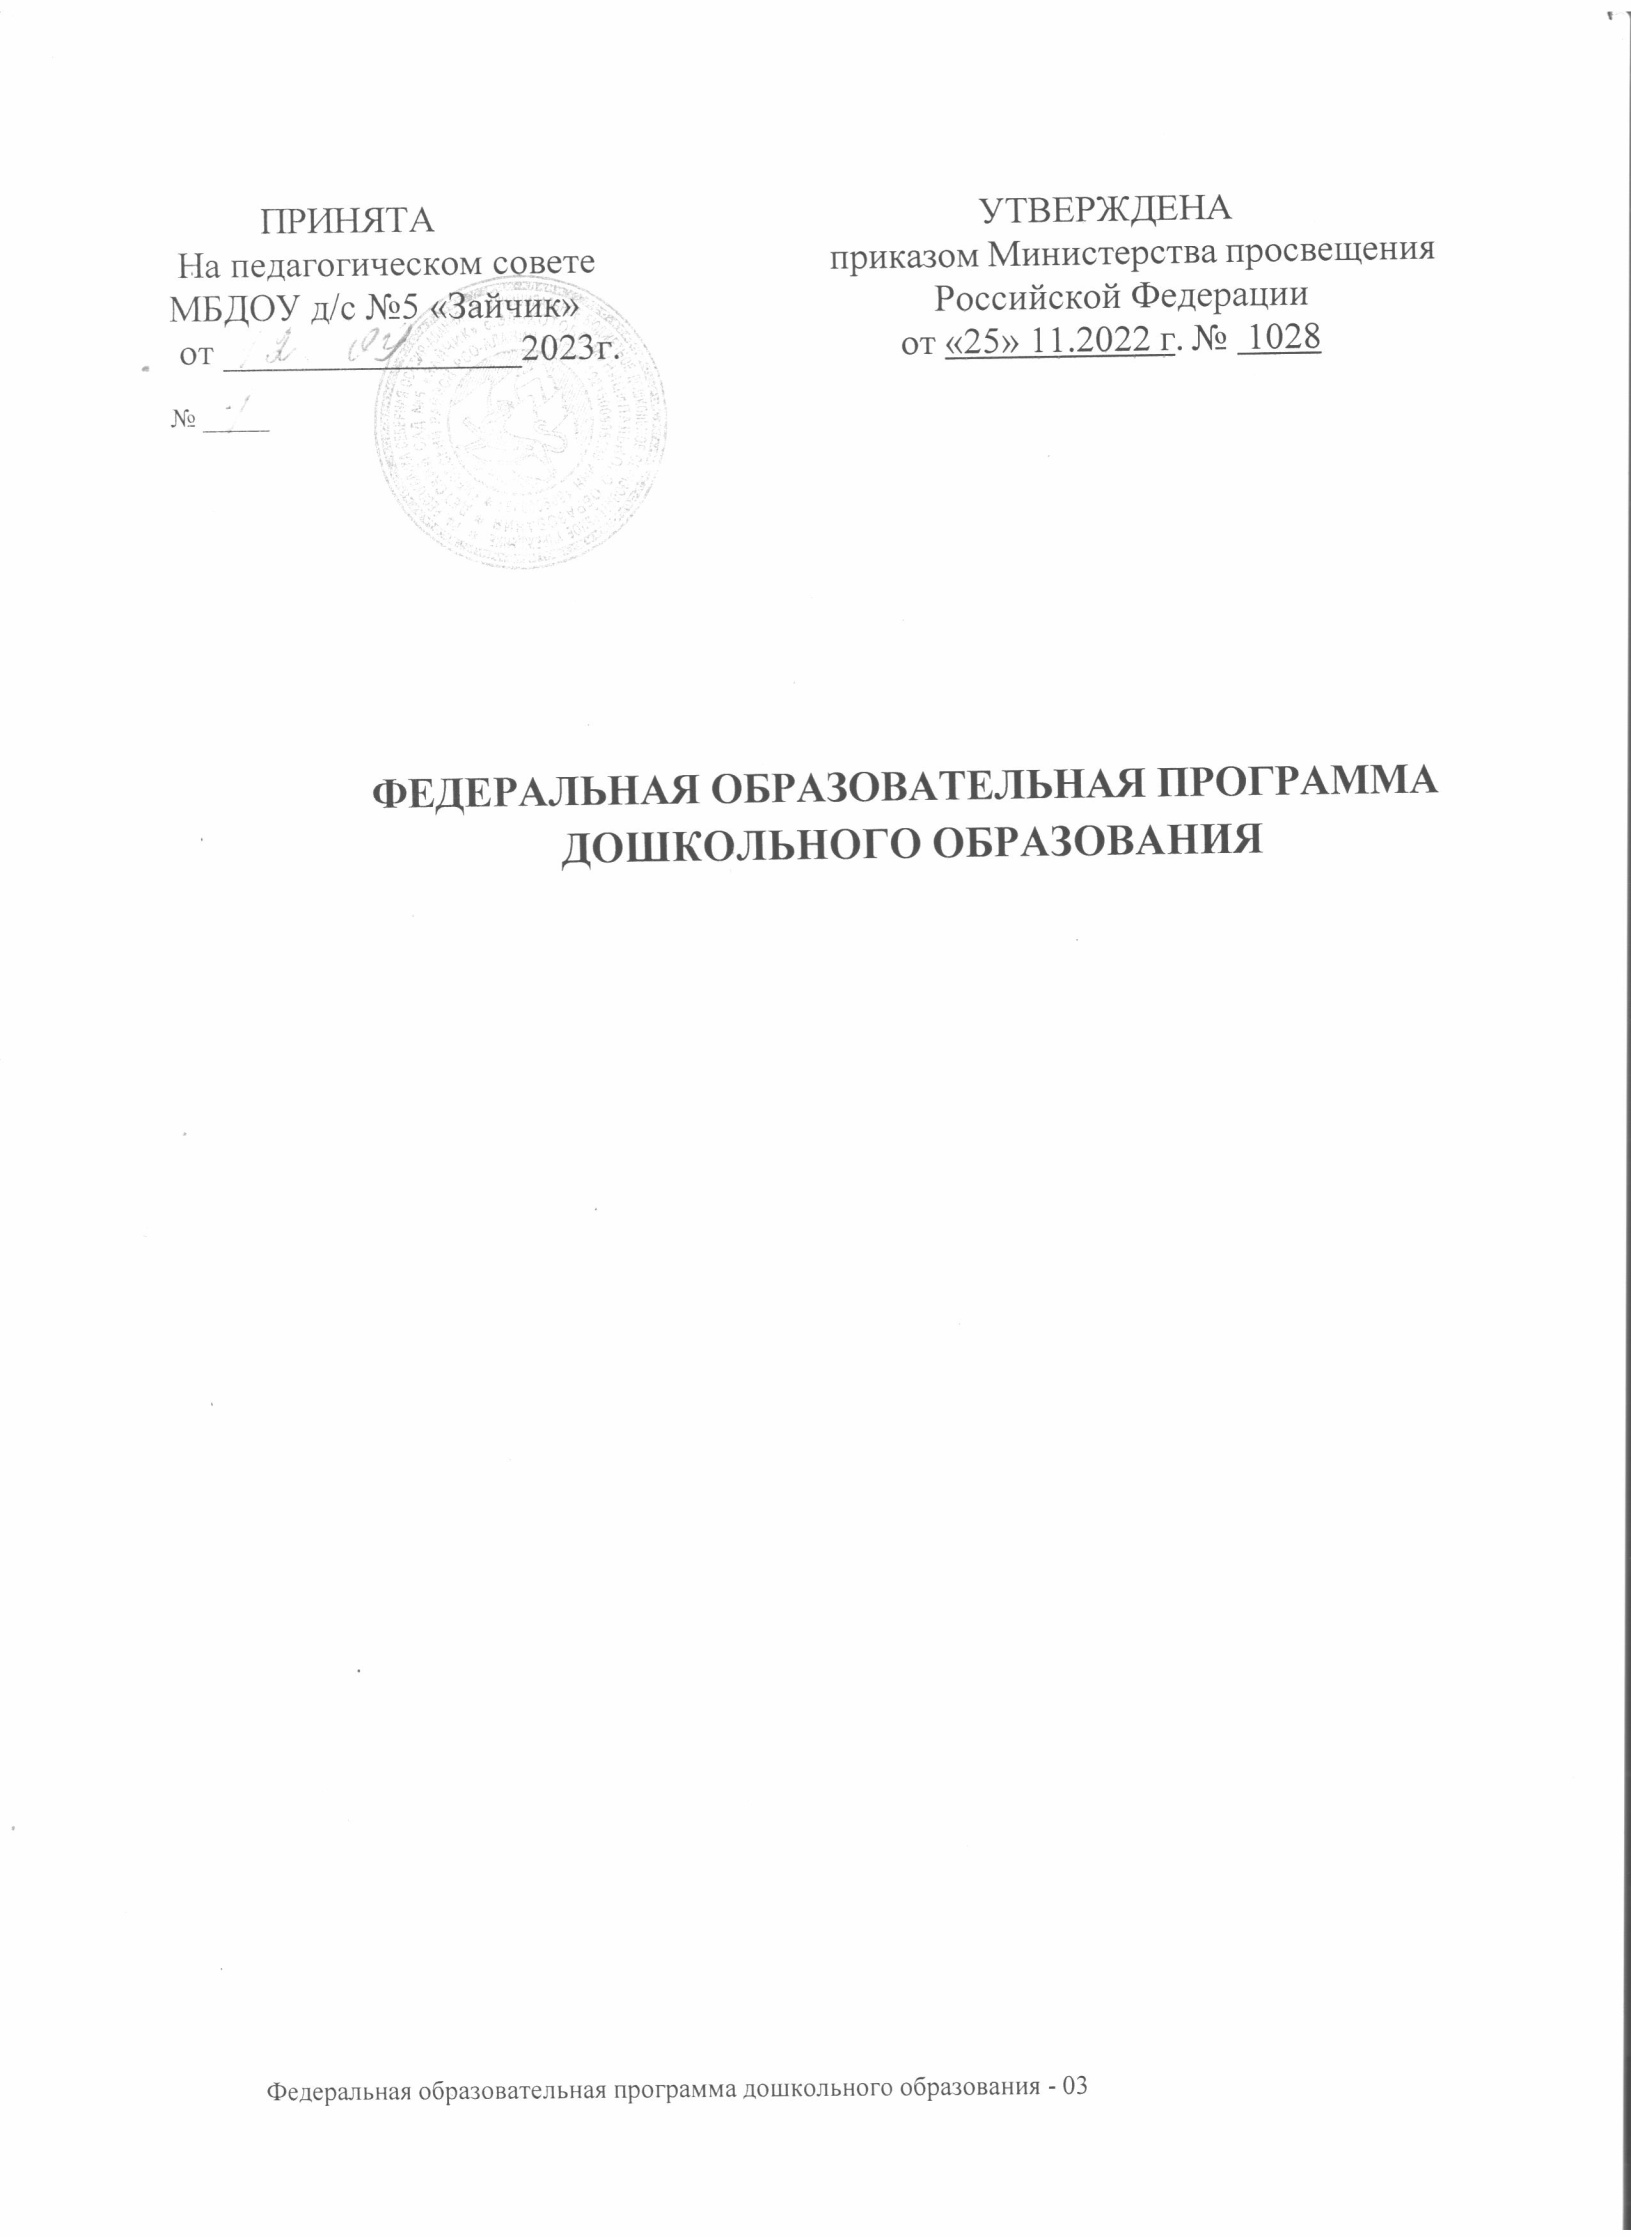 ПРИНЯТА
На педагогическом совете
МБДОУ д/с №5 «Зайчик»
от 2023г.
№
УТВЕРЖДЕНА
приказом Министерства просвещения
Российской Федерации
от «25» 11.2022 г. № 1028
ФЕДЕРАЛЬНАЯ ОБРАЗОВАТЕЛЬНАЯ ПРОГРАММА
ДОШКОЛЬНОГО ОБРАЗОВАНИЯ
Федеральная образовательная программа дошкольного образования - 03